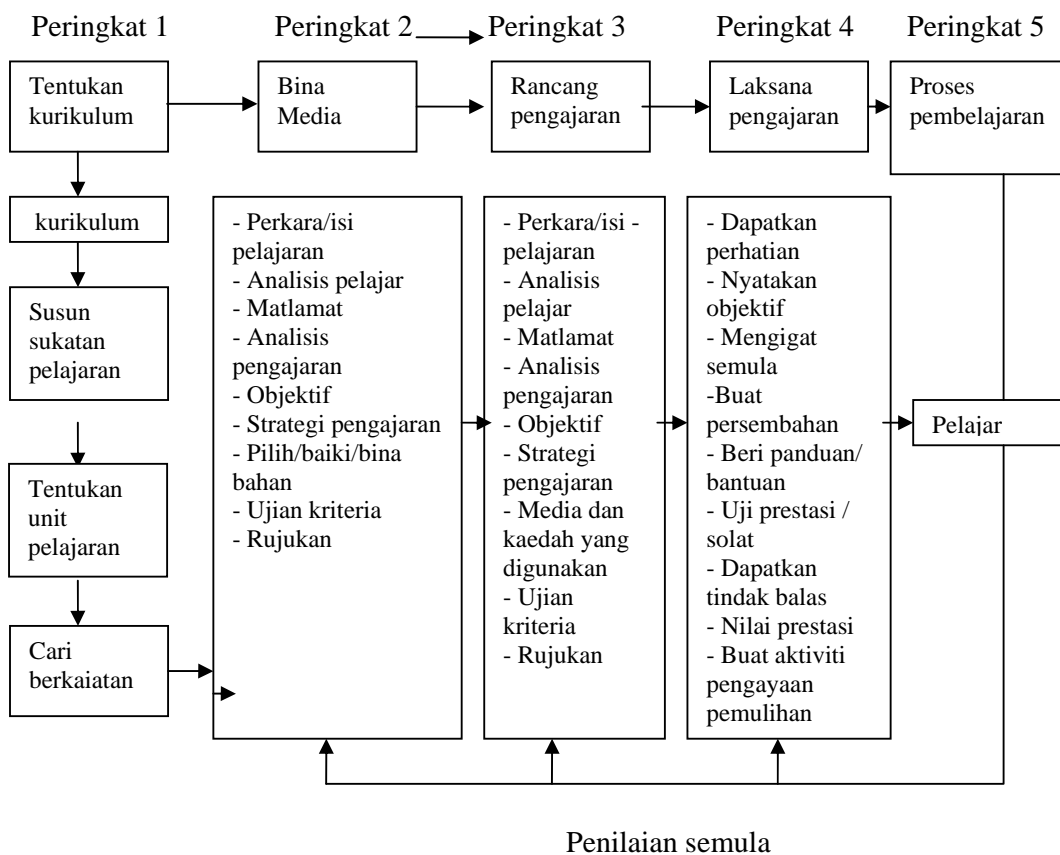 Peringkat 1
Peringkat 2
Peringkat 3
Peringkat 4
Peringkat 5
Tentukan
kurikulum
Bina
Media
Rancang
pengajaran
Laksana
pengajaran
Proses
pembelajaran
kurikulum
Susun
sukatan
pelajaran
Tentukan
unit
pelajaran
Cari
berkaiatan
- Perkara/isi
pelajaran
- Analisis pelajar
- Matlamat
- Analisis
pengajaran
- Objektif
- Strategi pengajaran
- Pilih/baiki/bina
bahan
- Ujian kriteria
- Rujukan
- Perkara/isi -
pelajaran
- Analisis
pelajar
- Matlamat
- Analisis
pengajaran
- Objektif
- Strategi
pengajaran
- Media dan
kaedah yang
digunakan
- Ujian
kriteria
- Rujukan
- Dapatkan
perhatian
- Nyatakan
objektif
- Mengigat
semula
-Buat
persembahan
- Beri panduan/
bantuan
- Uji prestasi /
solat
- Dapatkan
tindak balas
- Nilai prestasi
- Buat aktiviti
pengayaan
pemulihan
Pelajar
Penilaian semula